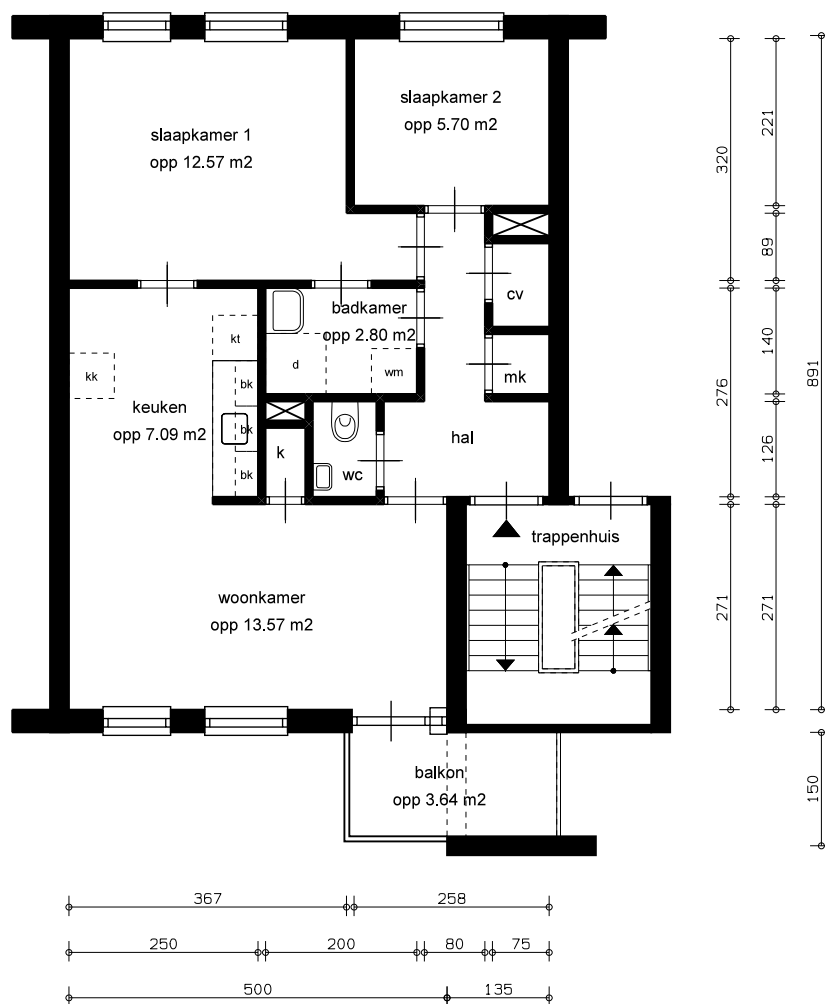 slaapkamer 1
opp 12.57 m2
slaapkamer 2
opp 5.70 m2
badkamer
opp 2.80 m2
cv
mk
kt
kk
bk
bk
bk
d
wm
keuken
opp 7.09 m2
k
wc
hal
trappenhuis
woonkamer
opp 13.57 m2
balkon
opp 3.64 m2
320
276
271
221
89
140
126
271
891
150
367
258
250
200
80
75
500
135